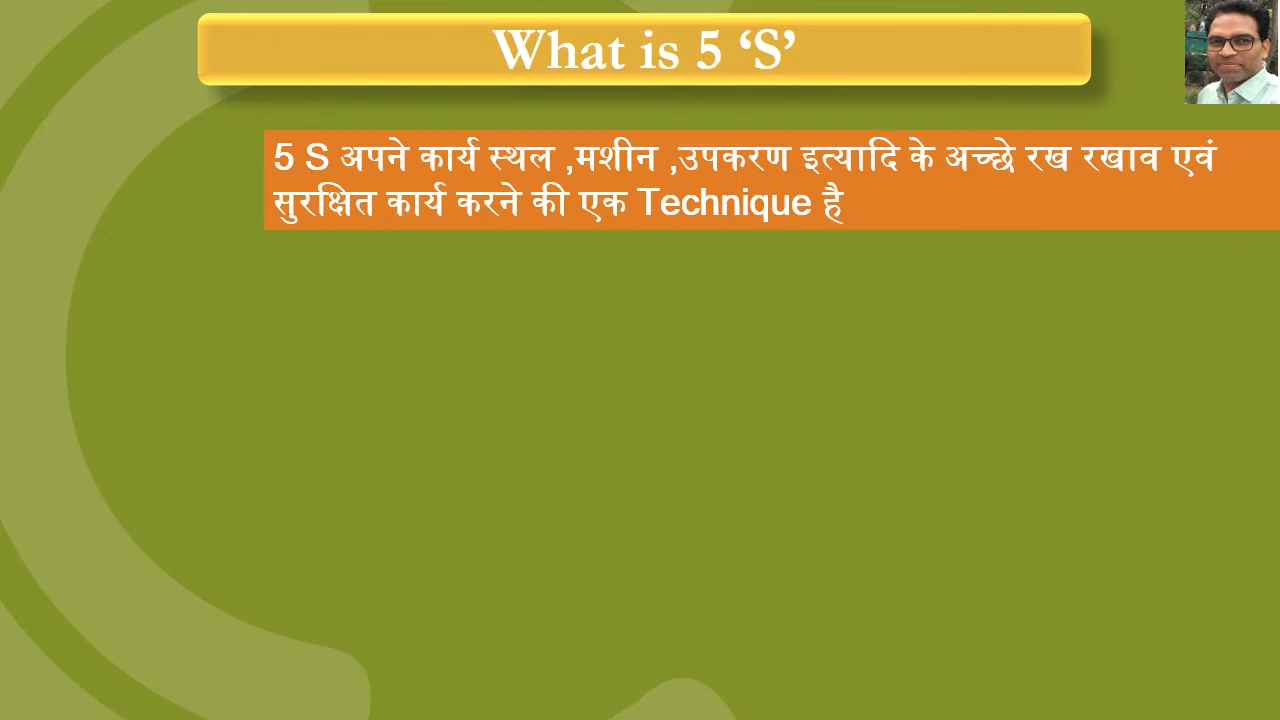 What is 5 ‘S’
5 S अपने कार्य स्थल ,मशीन ,उपकरण इत्यादि के अच्छे रख रखाव एवं
सुरक्षित कार्य करने की एक Technique है